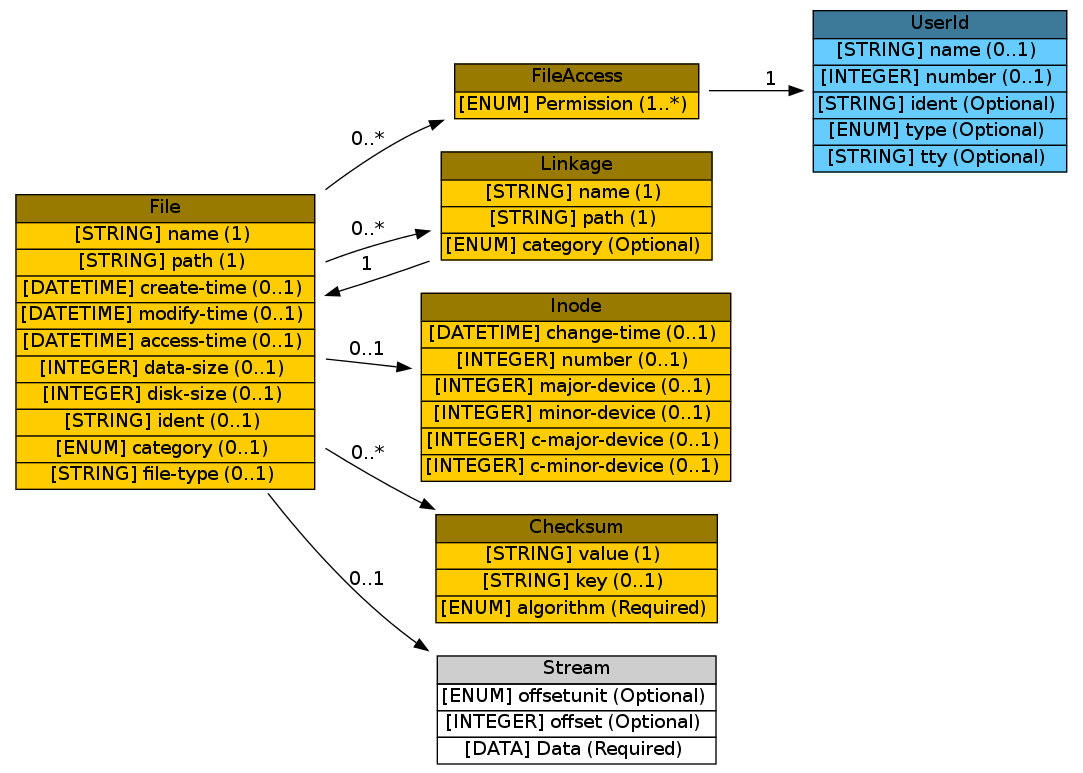 File
[STRING] name (1)
[STRING] path (1)
[DATETIME] create-time (0..1)
[DATETIME] modify-time (0..1)
[DATETIME] access-time (0..1)
[INTEGER] data-size (0..1)
[INTEGER] disk-size (0..1)
[STRING] ident (0..1)
[ENUM] category (0..1)
[STRING] file-type (0..1)
0..*
FileAccess
[ENUM] Permission (1..*)
1
UserId
[STRING] name (0..1)
[INTEGER] number (0..1)
[STRING] ident (Optional)
[ENUM] type (Optional)
[STRING] tty (Optional)
0..*
1
Linkage
[STRING] name (1)
[STRING] path (1)
[ENUM] category (Optional)
0..1
Inode
[DATETIME] change-time (0..1)
[INTEGER] number (0..1)
[INTEGER] major-device (0..1)
[INTEGER] minor-device (0..1)
[INTEGER] c-major-device (0..1)
[INTEGER] c-minor-device (0..1)
0..*
Checksum
[STRING] value (1)
[STRING] key (0..1)
[ENUM] algorithm (Required)
0..1
Stream
[ENUM] offsetunit (Optional)
[INTEGER] offset (Optional)
[DATA] Data (Required)